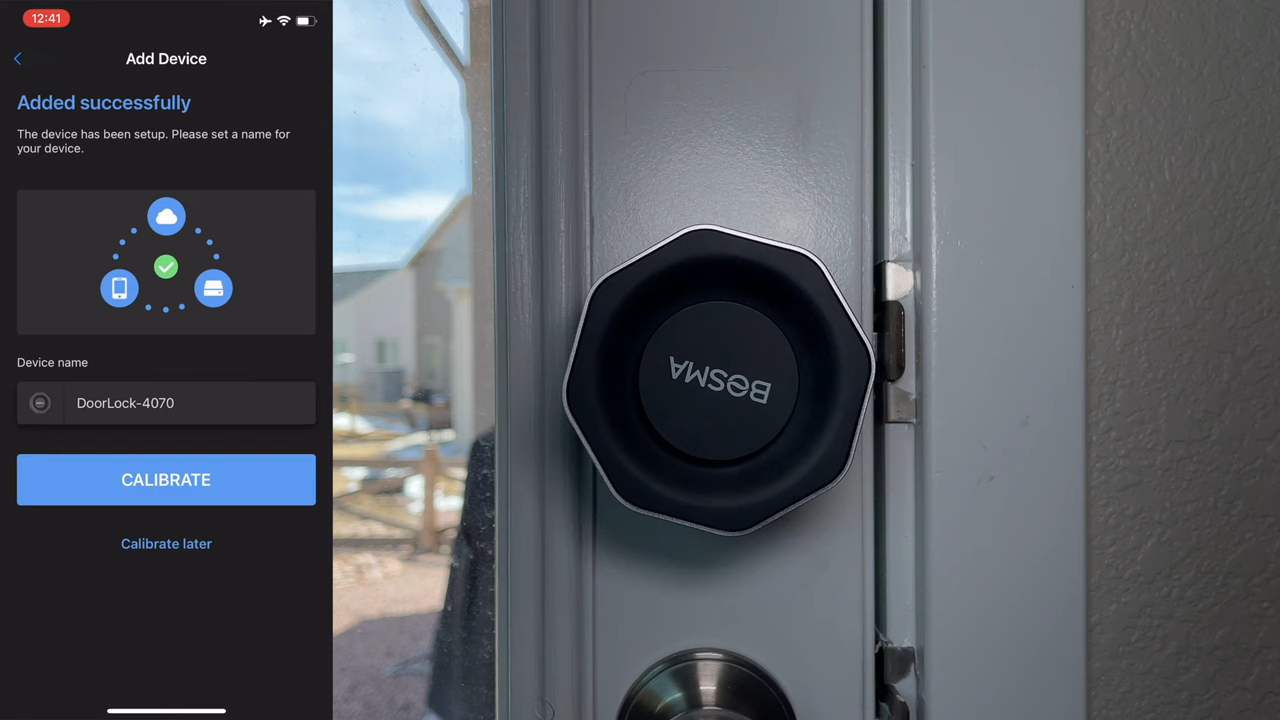 12:41
Add Device
Added successfully
The device has been setup. Please set a name for
your device.
Device name
DoorLock-4070
CALIBRATE
Calibrate later
BOSMA